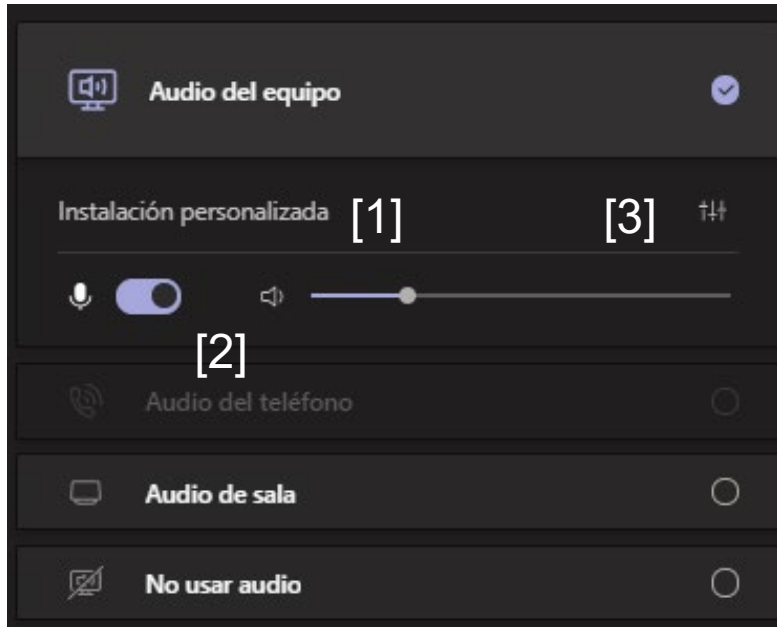 Audio del equipo
Instalación personalizada [1] [3]
[2]
Audio del teléfono
Audio de sala
No usar audio